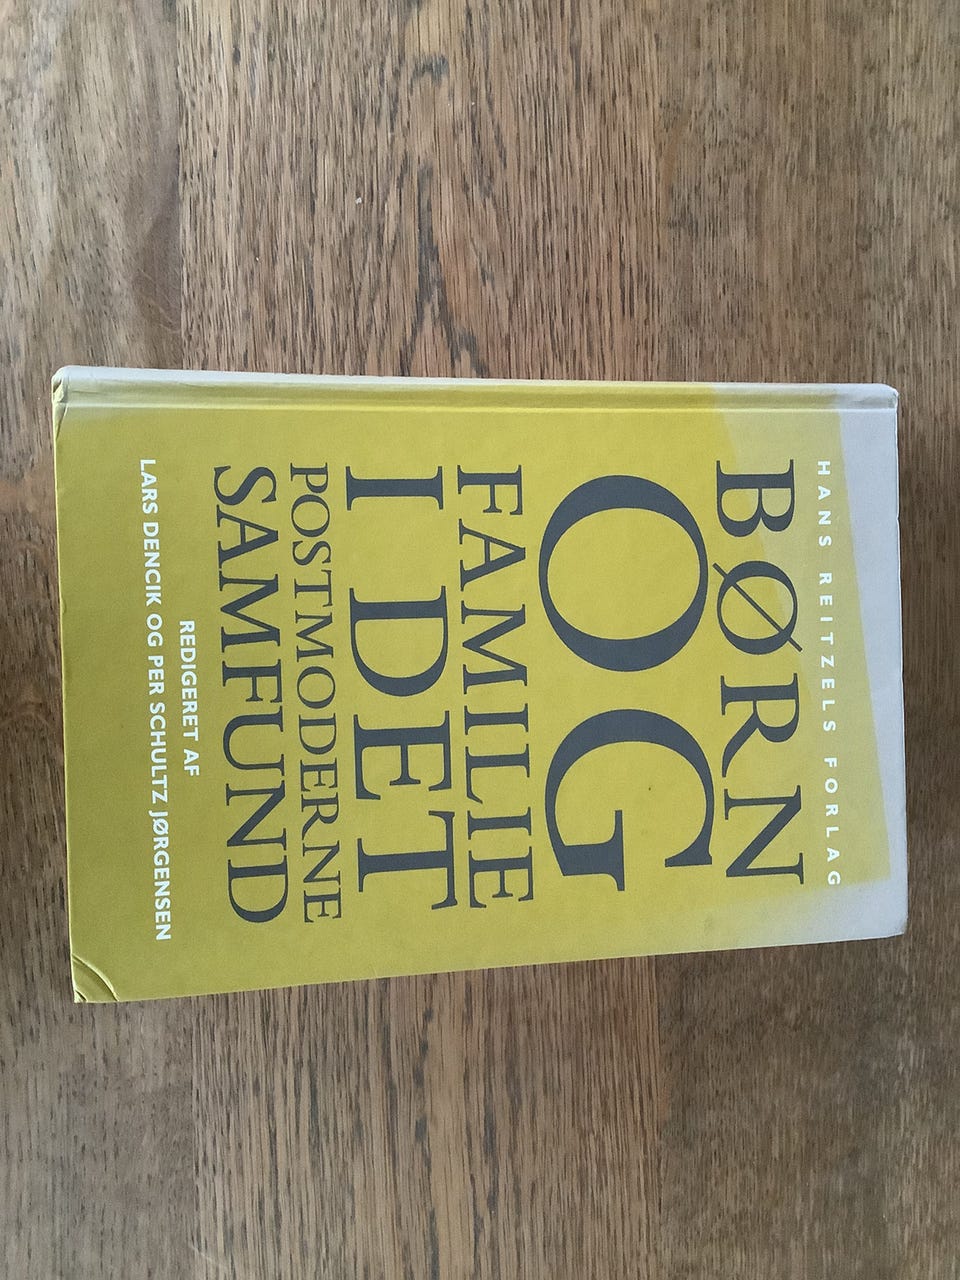 HANS REITZELS FORLAG
BØRN
OG
FAMILIE
I DET
POSTMODERNE
SAMFUND
REDIGERET AF
LARS DENCIK OG PER SCHULTZ JØRGENSEN